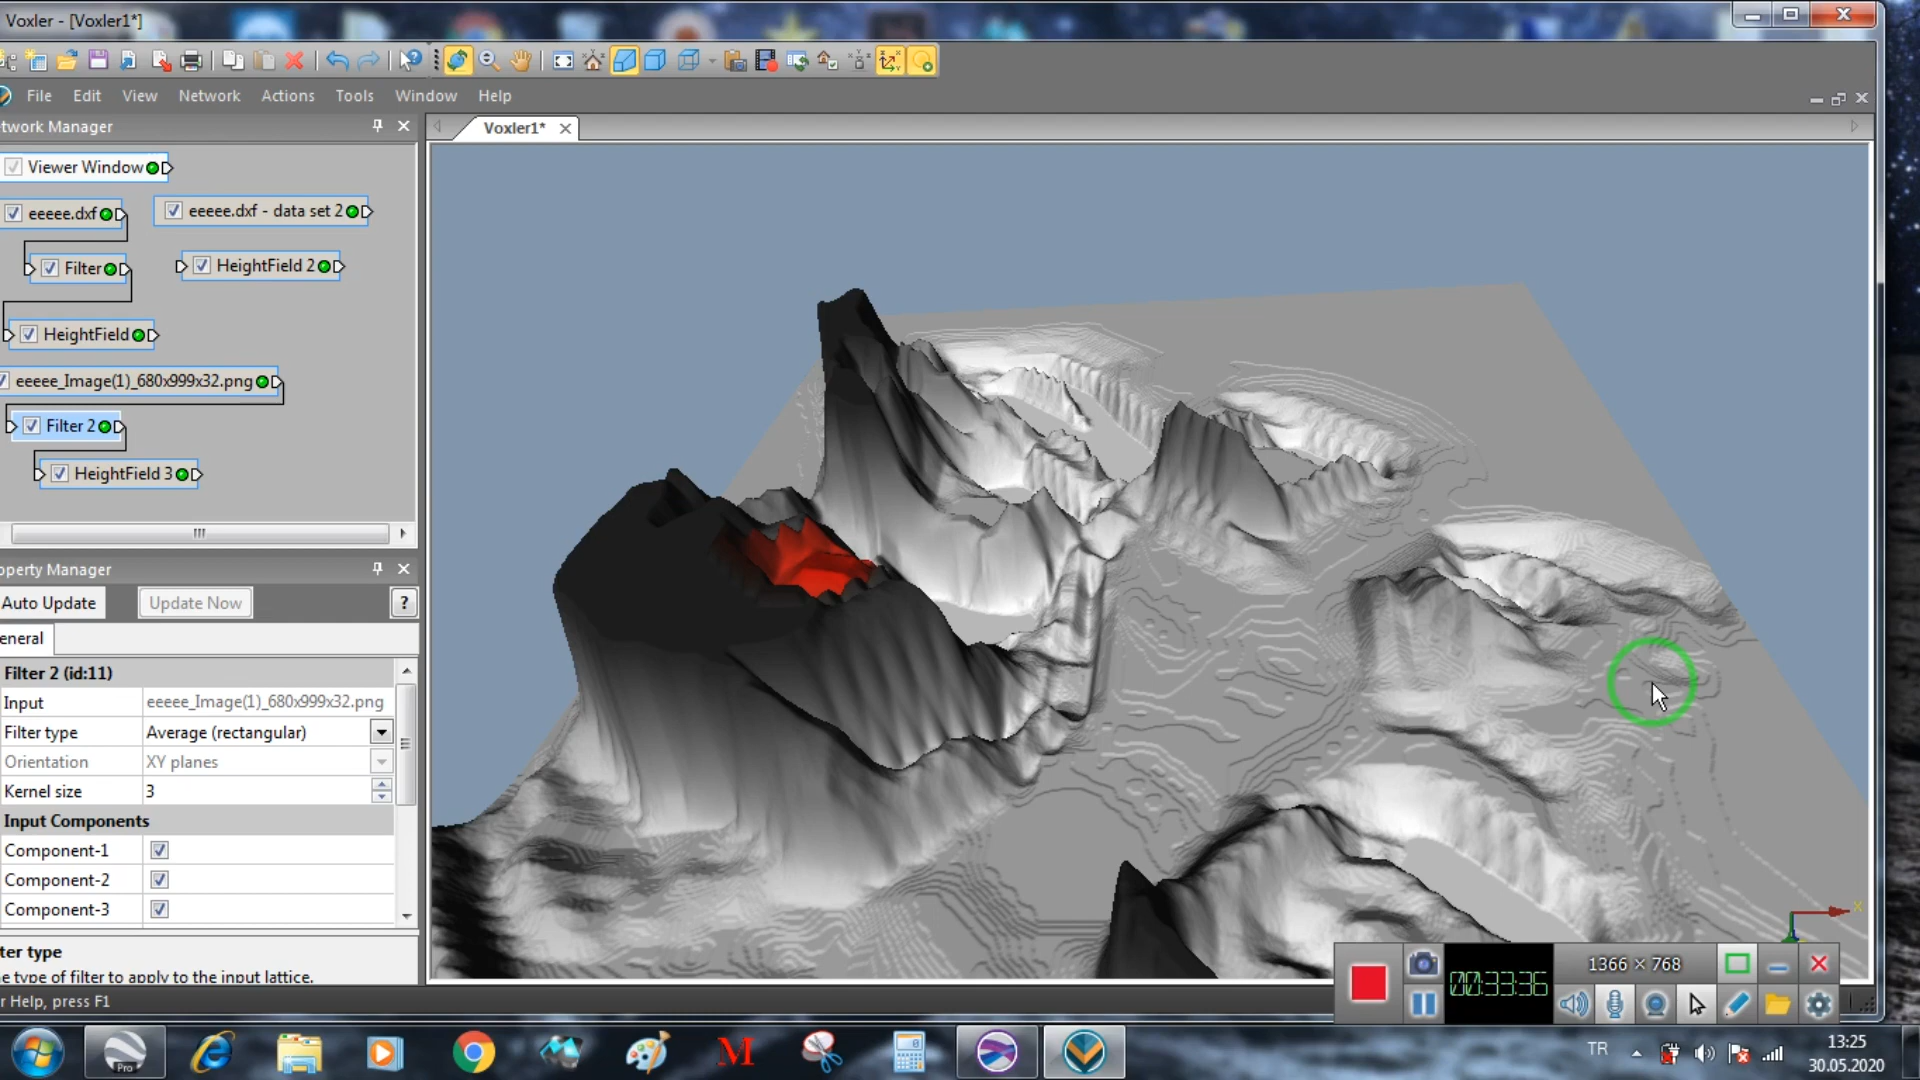 Voxler - [Voxler1*]
File Edit View Network Actions Tools Window Help
etwork Manager
Voxler1*
Viewer Window
eeeee.dxf
eeeee.dxf - data set 2
Filter
HeightField 2
HeightField
eeeee_Image(1)_680x999x32.png
Filter 2
HeightField 3
operty Manager
Auto Update
Update Now
?
eneral
Filter 2 (id:11)
Input eeeee_Image(1)_680x999x32.png
Filter type Average (rectangular)
Orientation XY planes
Kernel size 3
Input Components
Component-1
Component-2
Component-3
ter type
e type of filter to apply to the input lattice.
r Help, press F1
X
00:33:36
1366 × 768
Pro
M
0
TR
13:25
30.05.2020